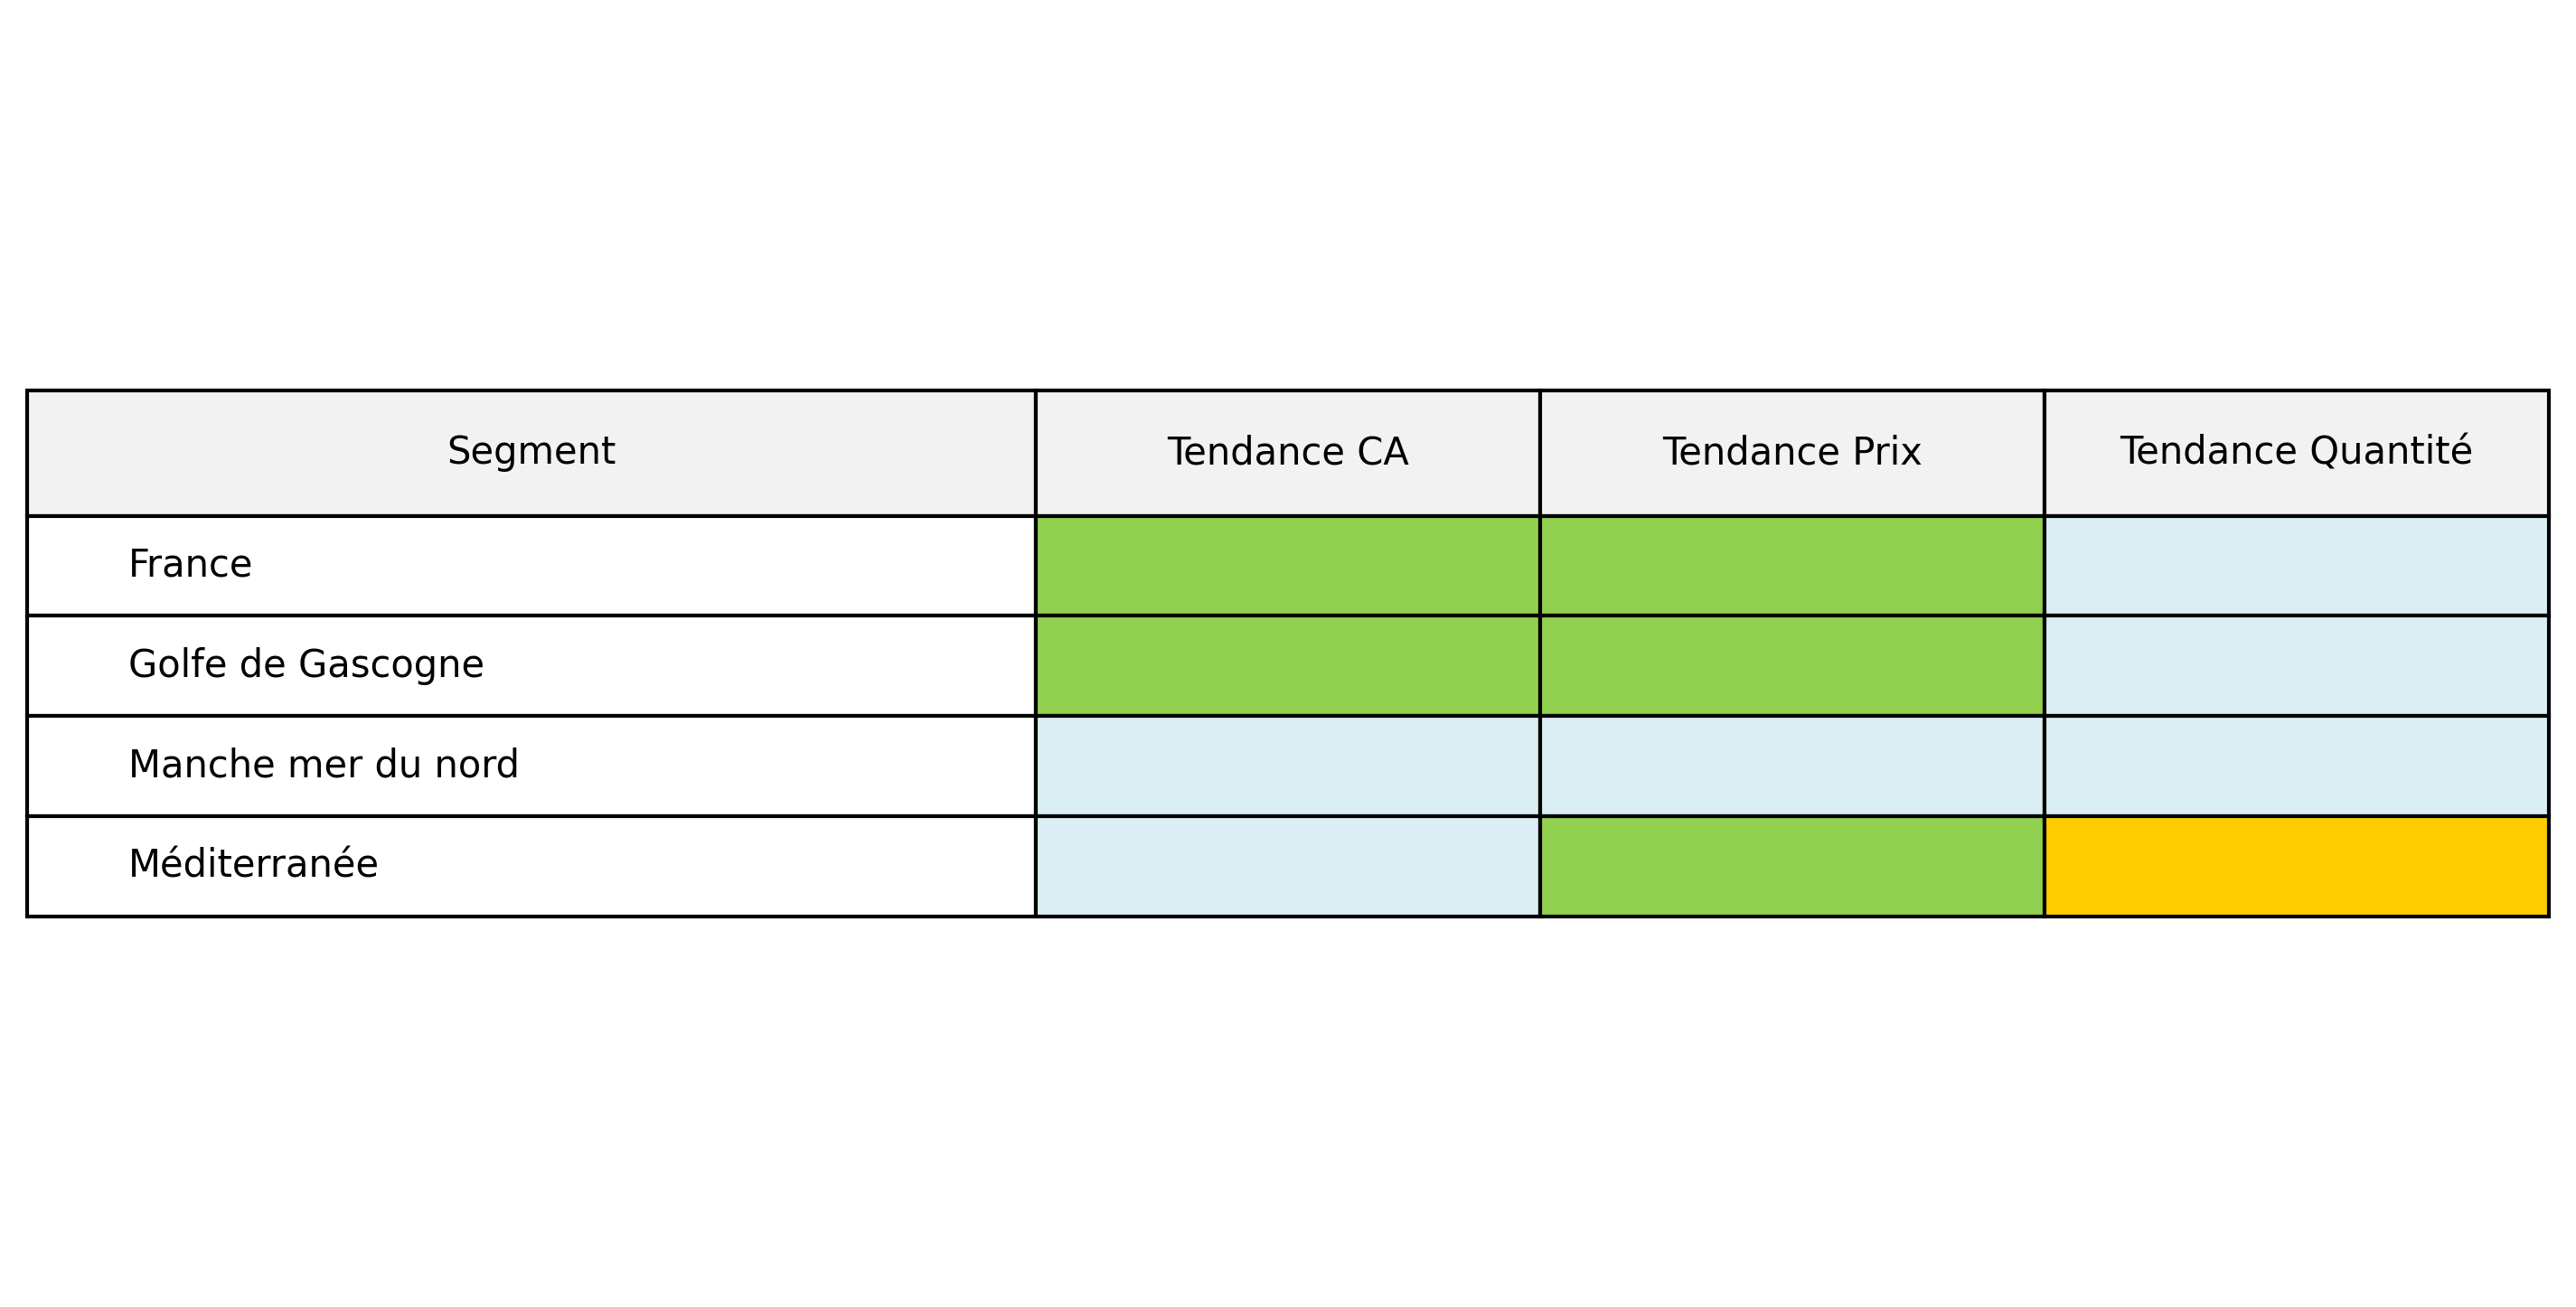 Segment Tendance CA Tendance Prix Tendance Quantité
France
Golfe de Gascogne
Manche mer du nord
Méditerranée